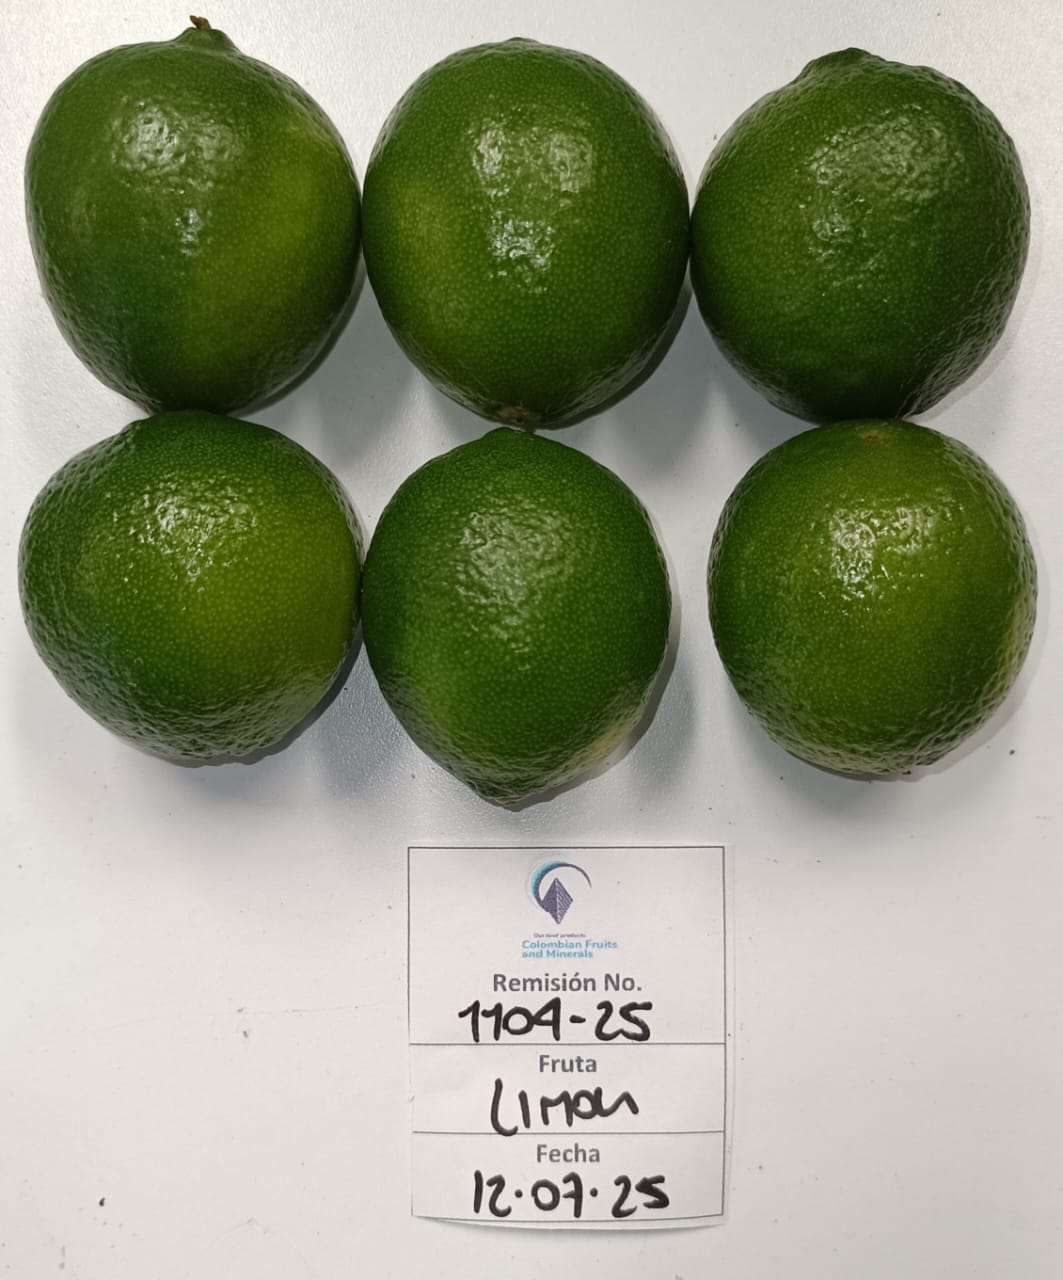 Our best products
Colombian Fruits
and Minerals
Remisión No.
1104-25
Fruta
LIMON
Fecha
12.07.25